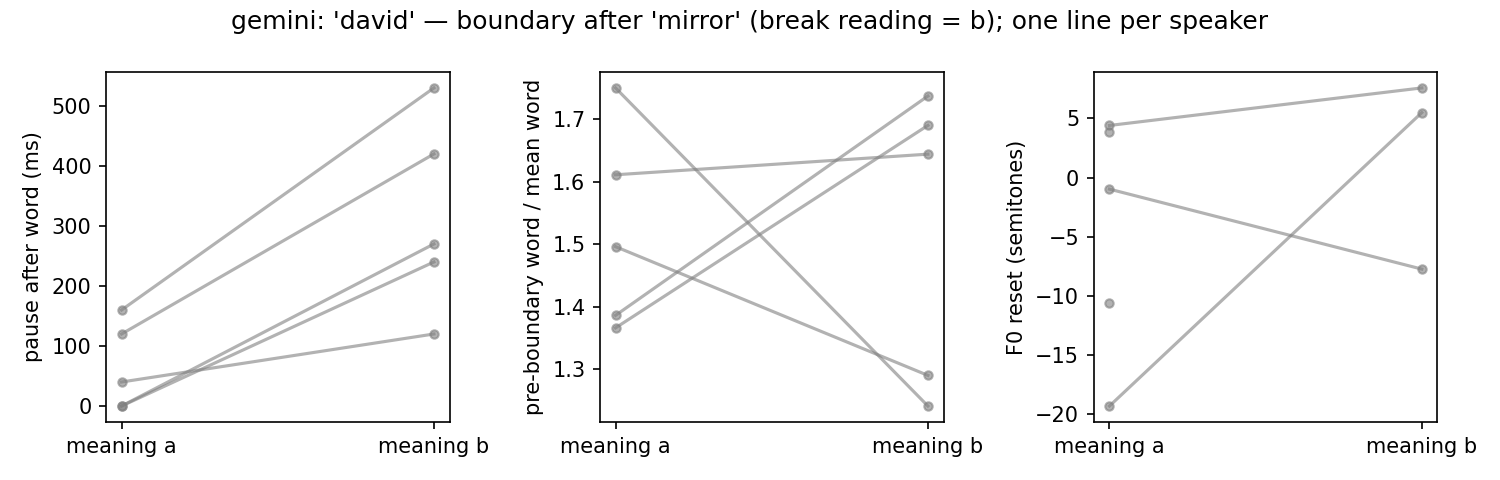 gemini: 'david' — boundary after 'mirror' (break reading = b); one line per speaker
pause after word (ms)
500
400
300
200
100
0
meaning a
meaning b
pre-boundary word / mean word
1.7
1.6
1.5
1.4
1.3
meaning a
meaning b
F0 reset (semitones)
5
0
−5
−10
−15
−20
meaning a
meaning b